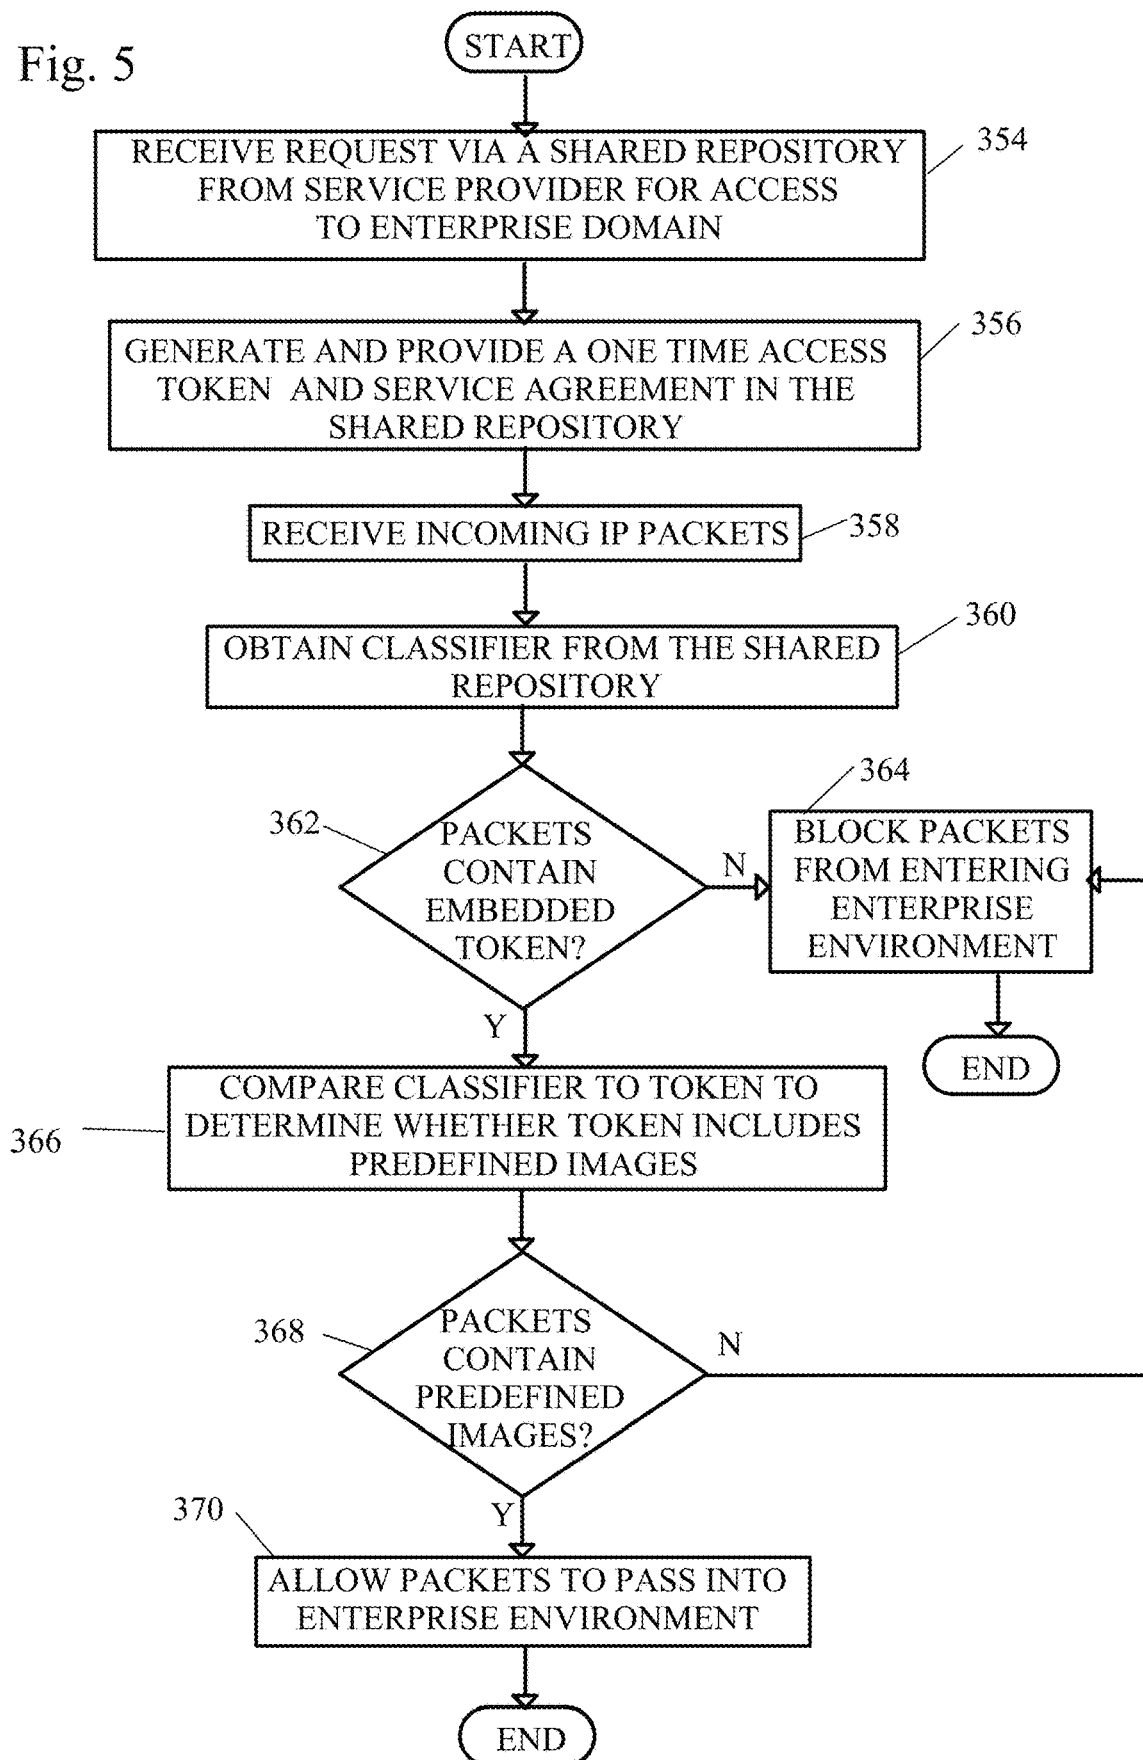 Fig. 5
START
RECEIVE REQUEST VIA A SHARED REPOSITORY
FROM SERVICE PROVIDER FOR ACCESS
TO ENTERPRISE DOMAIN
354
GENERATE AND PROVIDE A ONE TIME ACCESS
TOKEN AND SERVICE AGREEMENT IN THE
SHARED REPOSITORY
356
RECEIVE INCOMING IP PACKETS
358
OBTAIN CLASSIFIER FROM THE SHARED
REPOSITORY
360
362
PACKETS
CONTAIN
EMBEDDED
TOKEN?
N
364
BLOCK PACKETS
FROM ENTERING
ENTERPRISE
ENVIRONMENT
END
Y
COMPARE CLASSIFIER TO TOKEN TO
DETERMINE WHETHER TOKEN INCLUDES
PREDEFINED IMAGES
366
368
PACKETS
CONTAIN
PREDEFINED
IMAGES?
N
Y
370
ALLOW PACKETS TO PASS INTO
ENTERPRISE ENVIRONMENT
END